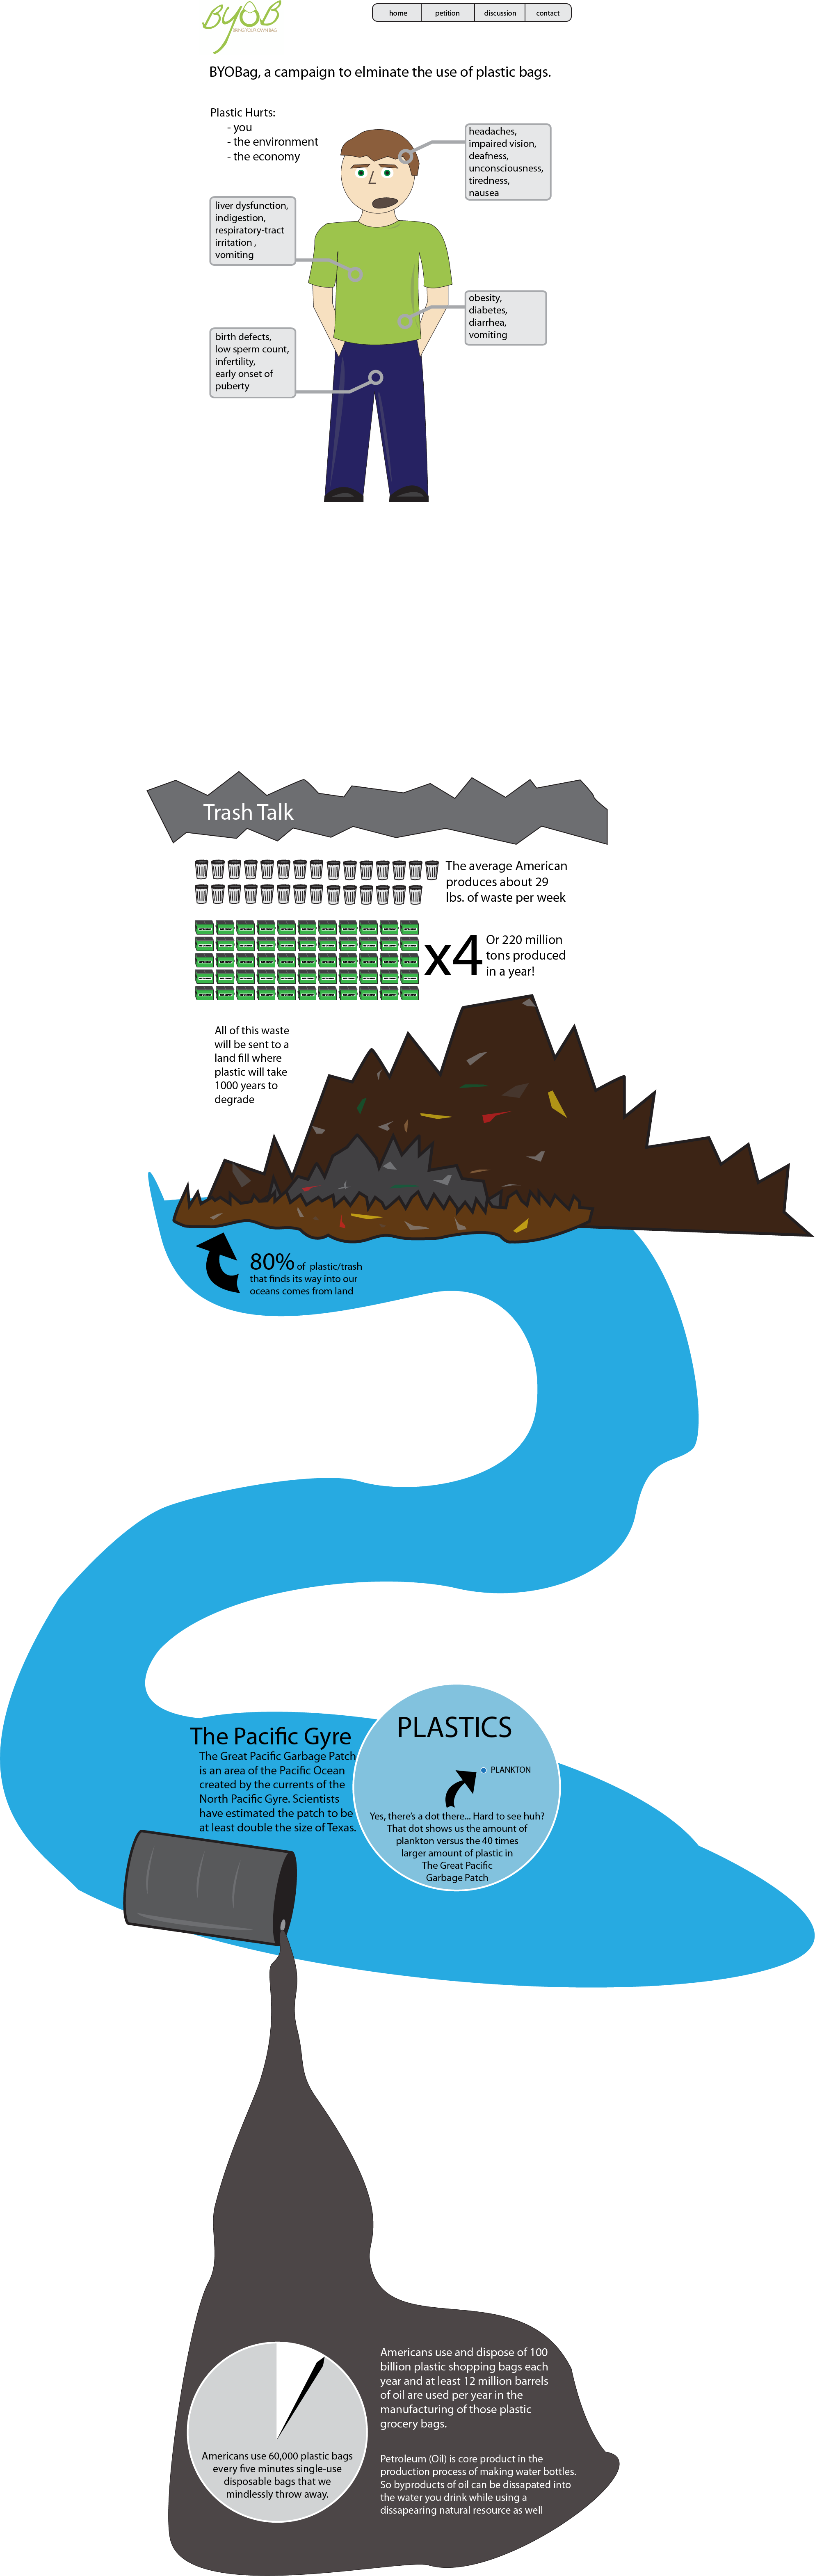 BYOB
BRING YOUR OWN BAG
home petition discussion contact
BYOBag, a campaign to elminate the use of plastic bags.
Plastic Hurts:
- you
- the environment
- the economy
headaches,
impaired vision,
deafness,
unconsciousness,
tiredness,
nausea
liver dysfunction,
indigestion,
respiratory-tract
irritation ,
vomiting
obesity,
diabetes,
diarrhea,
vomiting
birth defects,
low sperm count,
infertility,
early onset of
puberty
Trash Talk
The average American
produces about 29
lbs. of waste per week
x4
Or 220 million
tons produced
in a year!
All of this waste
will be sent to a
land fill where
plastic will take
1000 years to
degrade
80% of plastic/trash
that finds its way into our
oceans comes from land
The Pacific Gyre
The Great Pacific Garbage Patch
is an area of the Pacific Ocean
created by the currents of the
North Pacific Gyre. Scientists
have estimated the patch to be
at least double the size of Texas.
PLASTICS
PLANKTON
Yes, there's a dot there... Hard to see huh?
That dot shows us the amount of
plankton versus the 40 times
larger amount of plastic in
The Great Pacific
Garbage Patch
Americans use and dispose of 100
billion plastic shopping bags each
year and at least 12 million barrels
of oil are used per year in the
manufacturing of those plastic
grocery bags.
Americans use 60,000 plastic bags
every five minutes single-use
disposable bags that we
mindlessly throw away.
Petroleum (Oil) is core product in the
production process of making water bottles.
So byproducts of oil can be dissapated into
the water you drink while using a
dissapearing natural resource as well